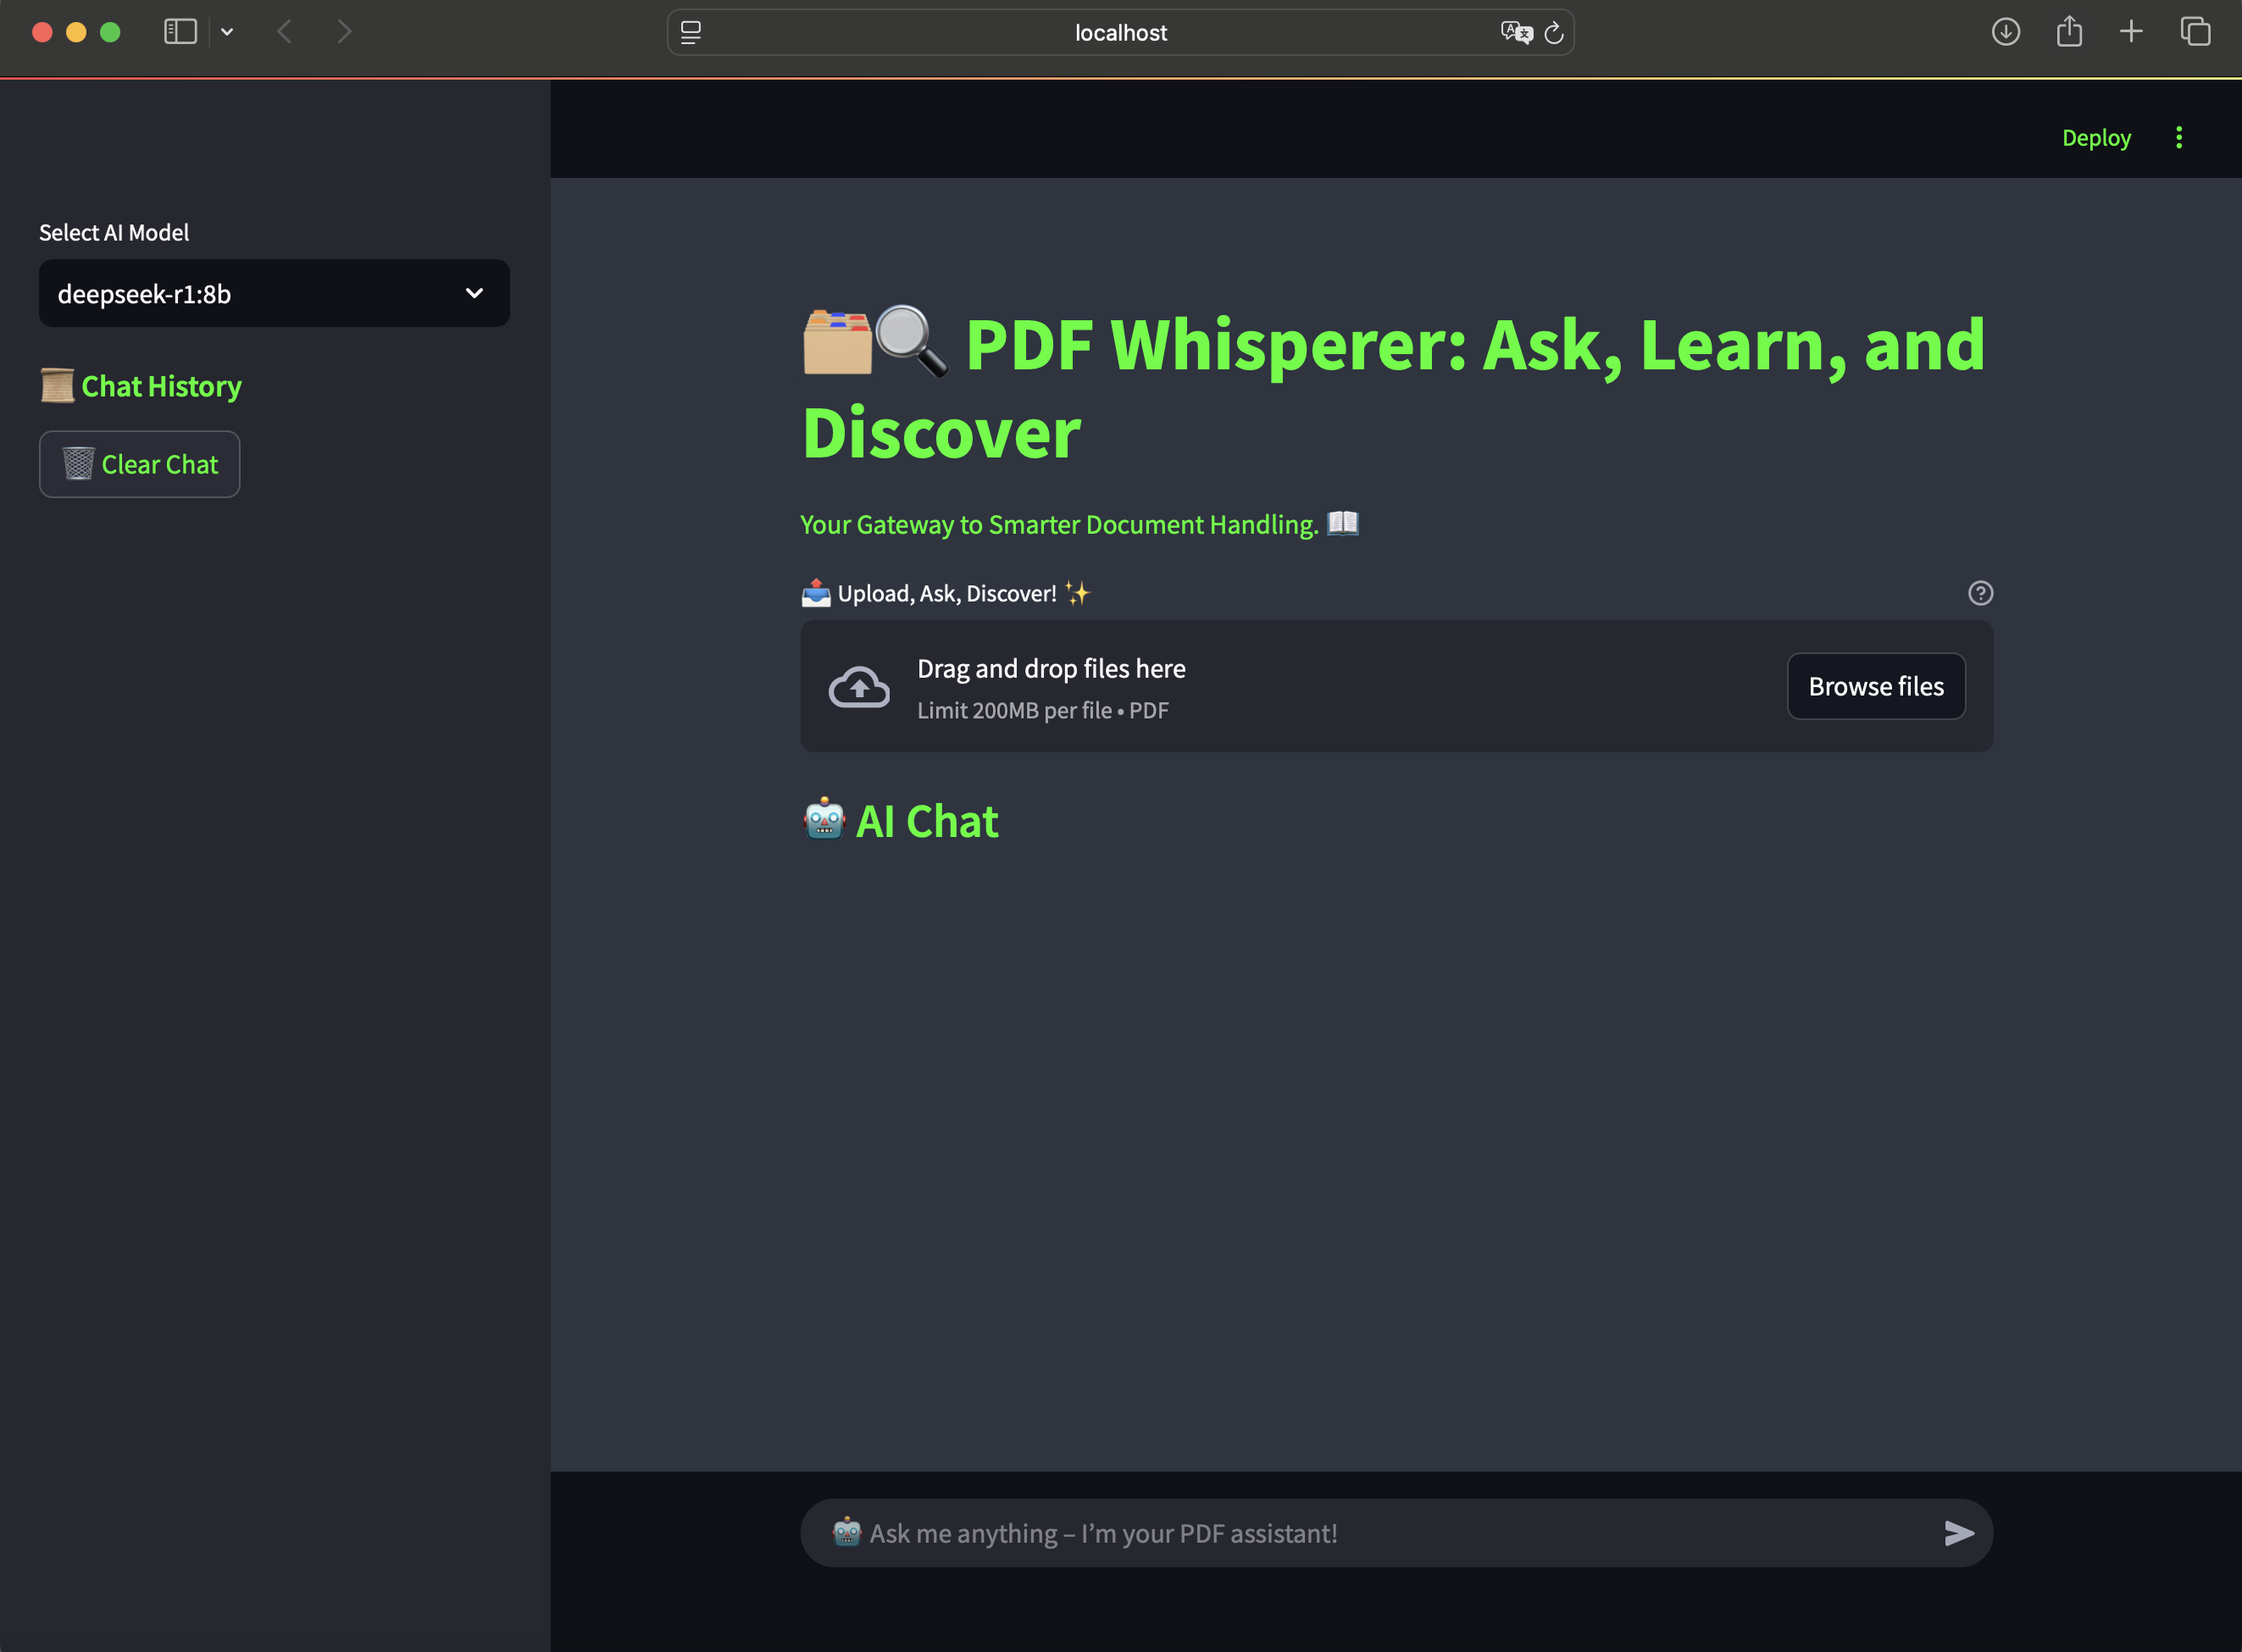 localhost
Deploy
Select AI Model
deepseek-r1:8b
📜 Chat History
🗑️ Clear Chat
🗂️🔍 PDF Whisperer: Ask, Learn, and
Discover
Your Gateway to Smarter Document Handling. 📖
📤 Upload, Ask, Discover! ✨
Drag and drop files here
Limit 200MB per file • PDF
Browse files
🤖 AI Chat
🤖 Ask me anything – I’m your PDF assistant!